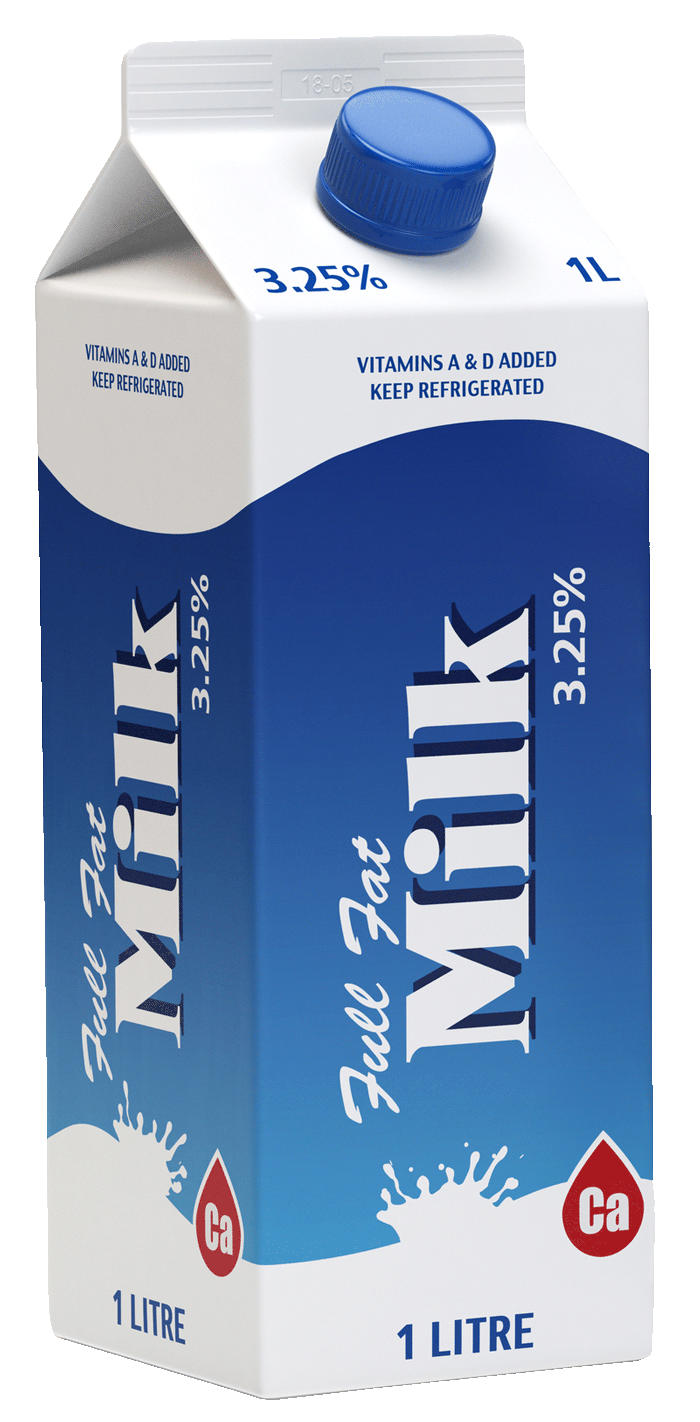 18-05
3.25%
1L
VITAMINS A & D ADDED
KEEP REFRIGERATED
VITAMINS A & D ADDED
KEEP REFRIGERATED
Full Fat
Milk
3.25%
Full Fat
Milk
3.25%
Ca
Ca
1 LITRE
1 LITRE